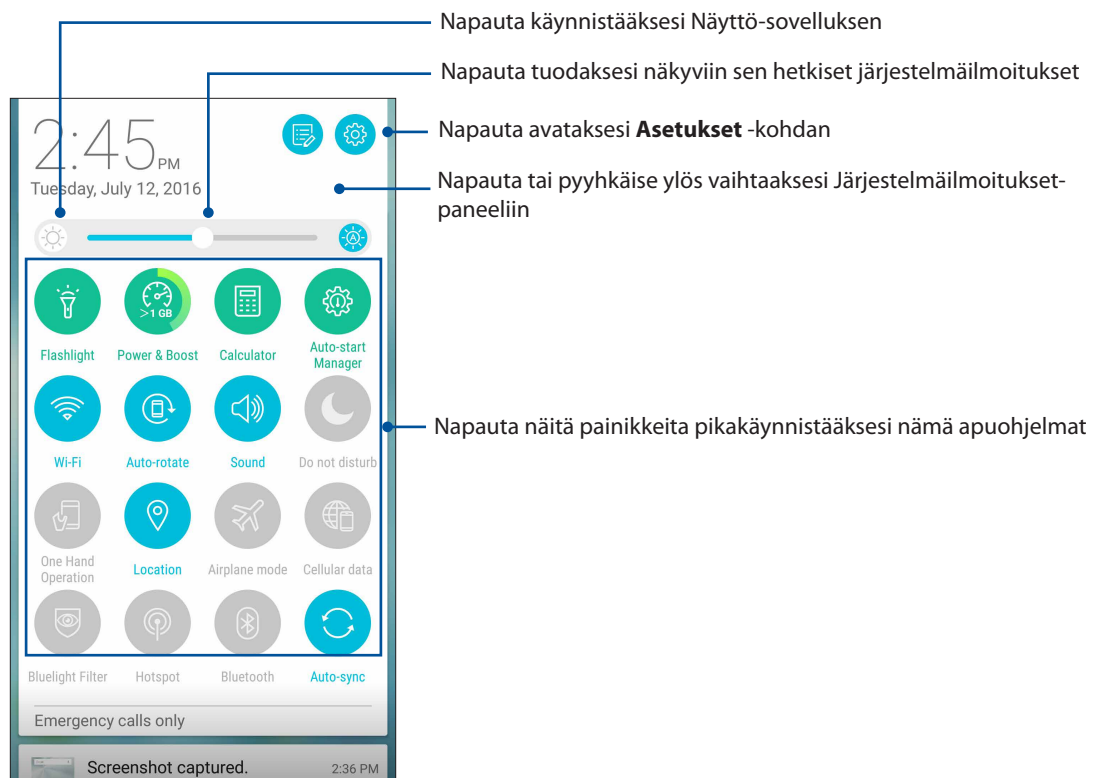 Napauta käynnistääksesi Näyttö-sovelluksen
Napauta tuodaksesi näkyviin sen hetkiset järjestelmäilmoitukset
Napauta avataksesi Asetukset -kohdan
Napauta tai pyyhkäise ylös vaihtaaksesi Järjestelmäilmoitukset-
paneeliin
2:45 PM
Tuesday, July 12, 2016
A
>1 GB
Flashlight Power & Boost Calculator Auto-start
Manager
Wi-Fi Auto-rotate Sound Do not disturb
Napauta näitä painikkeita pikakäynnistääksesi nämä apuohjelmat
One Hand
Operation Location Airplane mode Cellular data
Bluelight Filter Hotspot Bluetooth Auto-sync
Emergency calls only
Screenshot captured. 2:36 PM